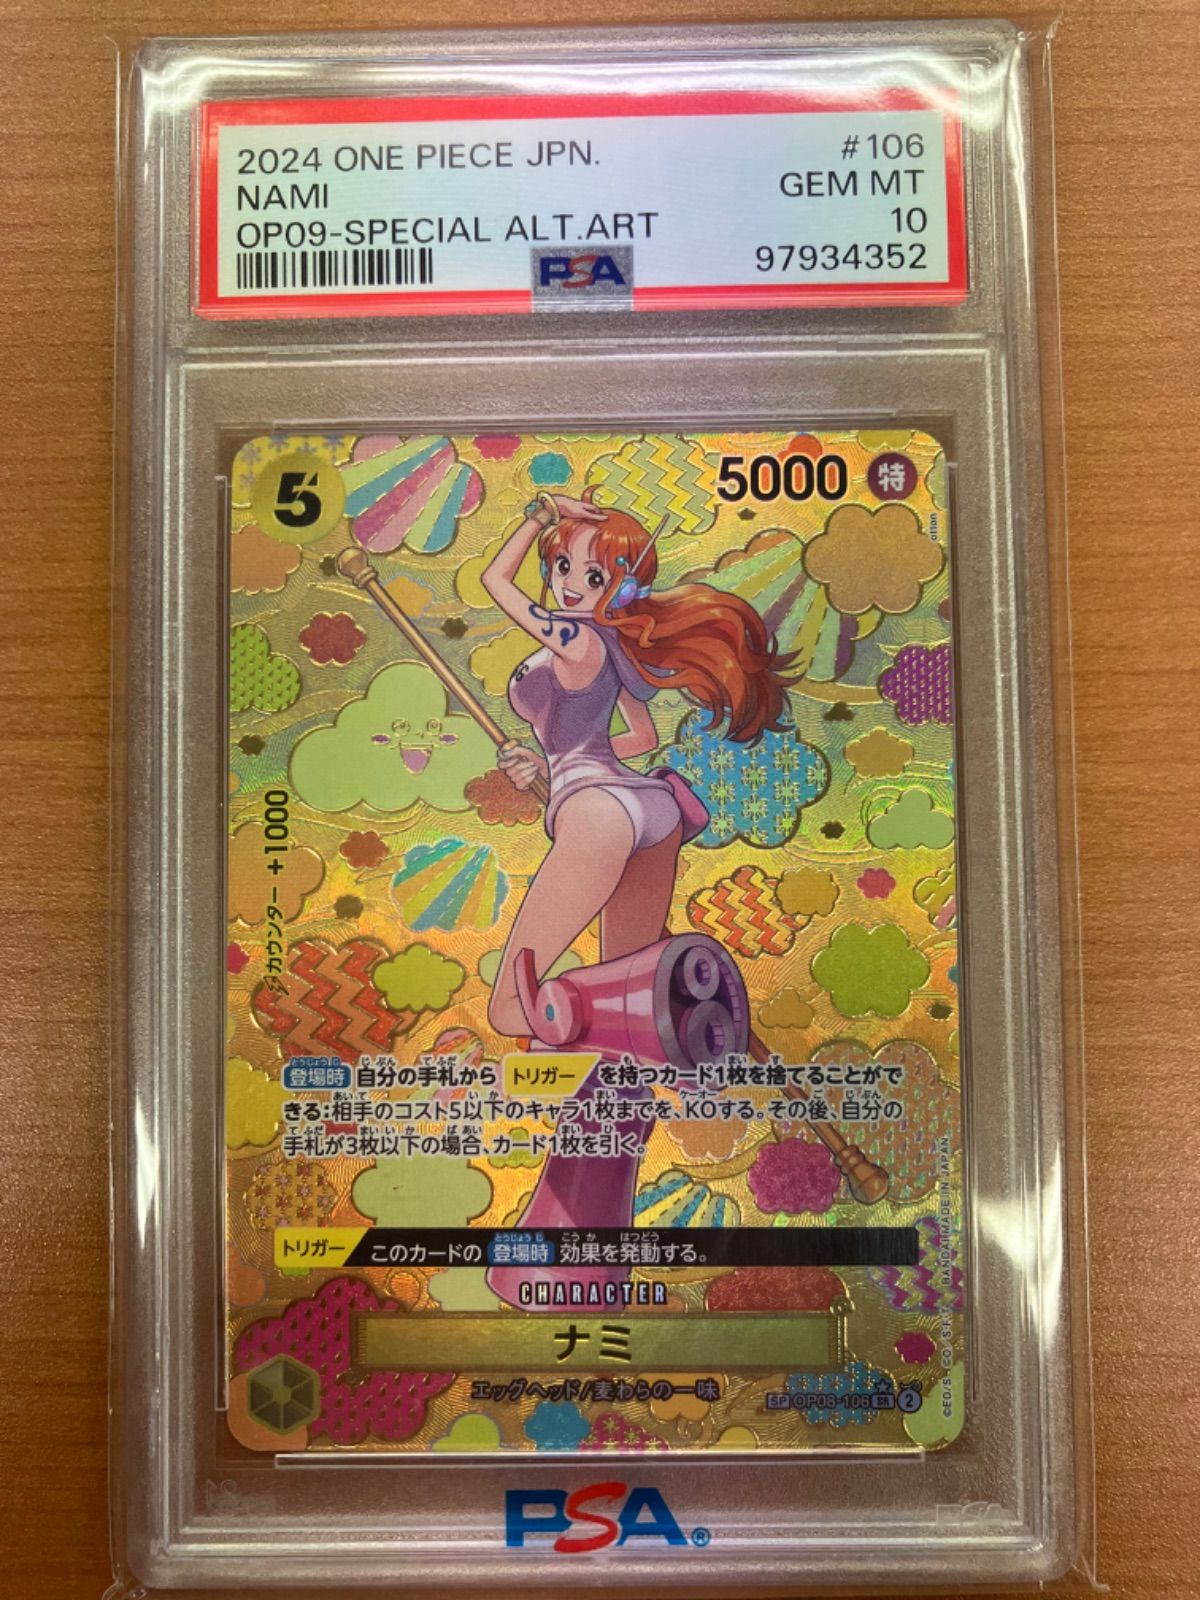 2024 ONE PIECE JPN. #106
NAMI GEM MT
OP09-SPECIAL ALT.ART 10
97934352
PSA
5 5000 特
otton
カウンター +1000
登場時 自分の手札から トリガー を持つカード1枚を捨てることがで
きる:相手のコスト5以下のキャラ1枚までを、KOする。その後、自分の
手札が3枚以下の場合、カード1枚を引く。
トリガー このカードの 登場時 効果を発動する。
CHARACTER
ナミ
エッグヘッド/麦わらの一味
SP OP08-106 SR 2
BANDAI MADE IN JAPAN
PSA®